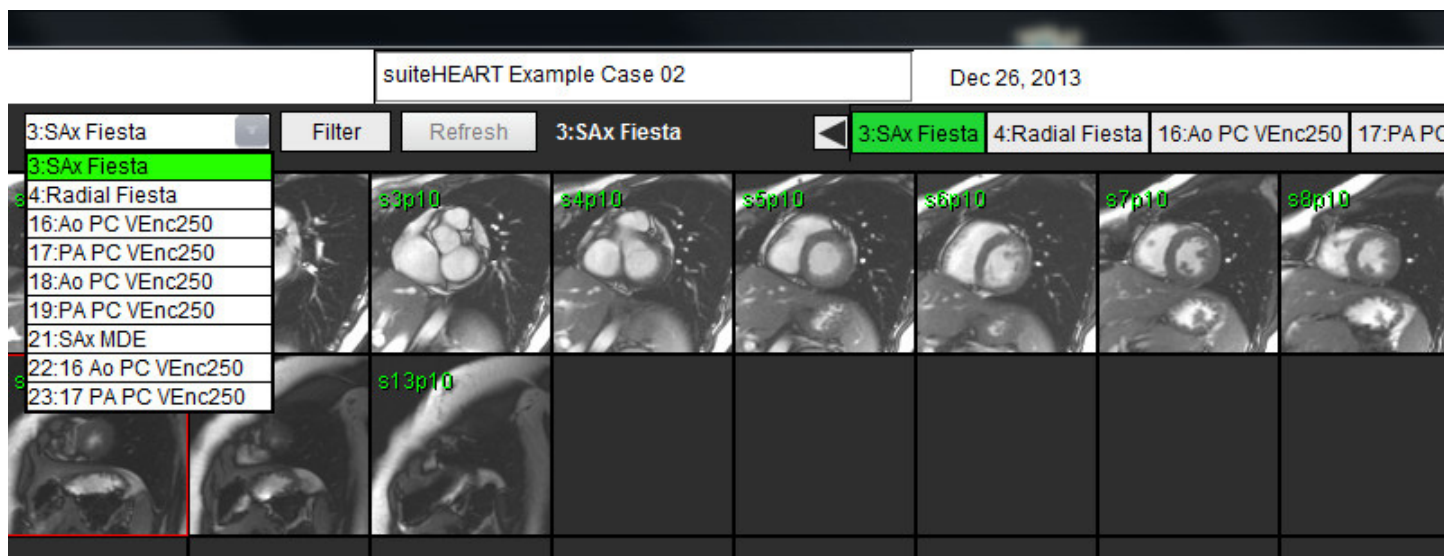 suiteHEART Example Case 02 Dec 26, 2013
3:SAx Fiesta Filter Refresh 3:SAx Fiesta 3:SAx Fiesta 4:Radial Fiesta 16:Ao PC VEnc250 17:PA PC
3:SAx Fiesta
4:Radial Fiesta
16:Ao PC VEnc250
17:PA PC VEnc250
18:Ao PC VEnc250
19:PA PC VEnc250
21:SAx MDE
22:16 Ao PC VEnc250
23:17 PA PC VEnc250
s3p10 s4p10 s5p10 s6p10 s7p10 s8p10
s13p10